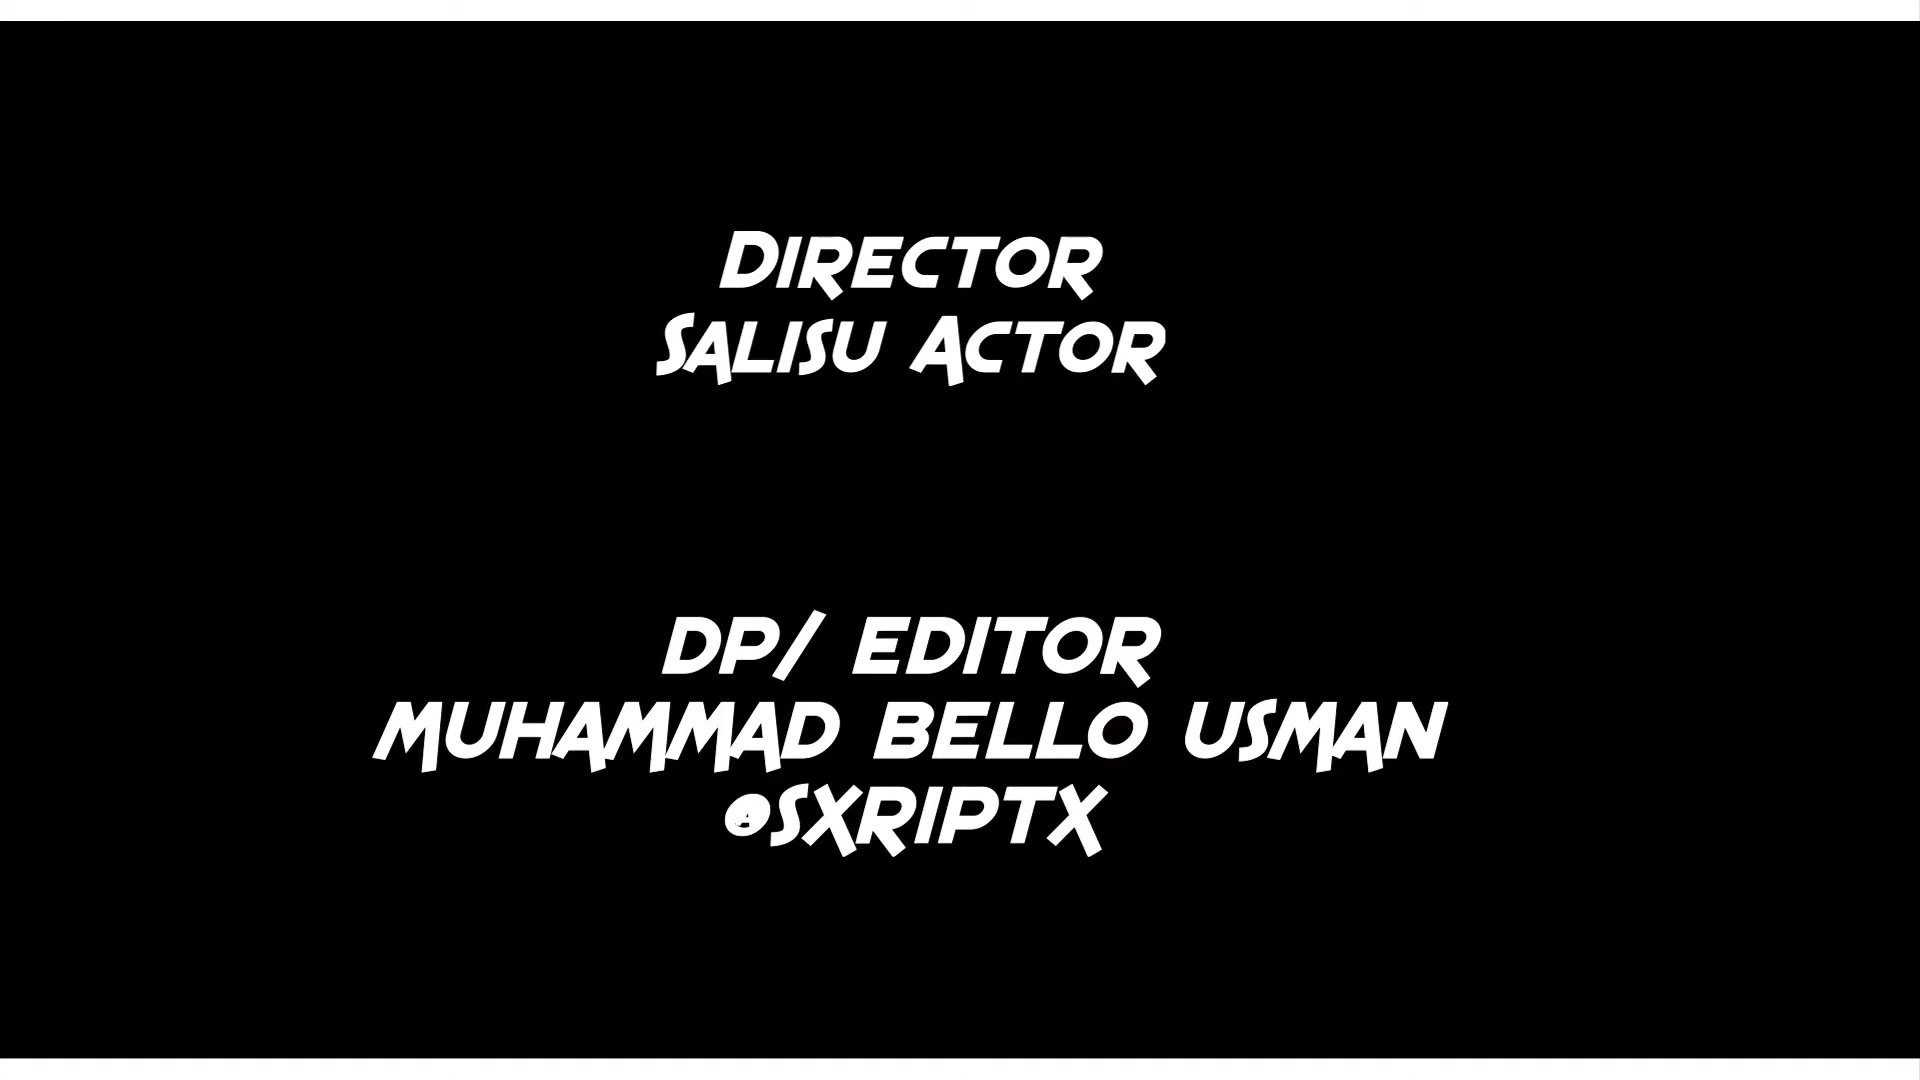 Director
Salisu Actor
DP/ EDITOR
MUHAMMAD BELLO USMAN
@SXRIPTX